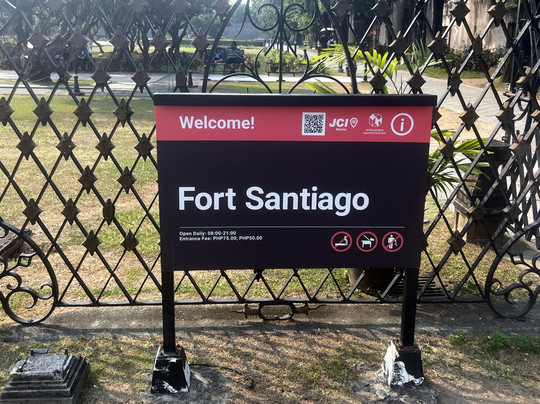 Welcome!
JCI
Manila
i
Fort Santiago
Open Daily: 08:00-21:00
Entrance Fee: PHP75.00; PHP50.00